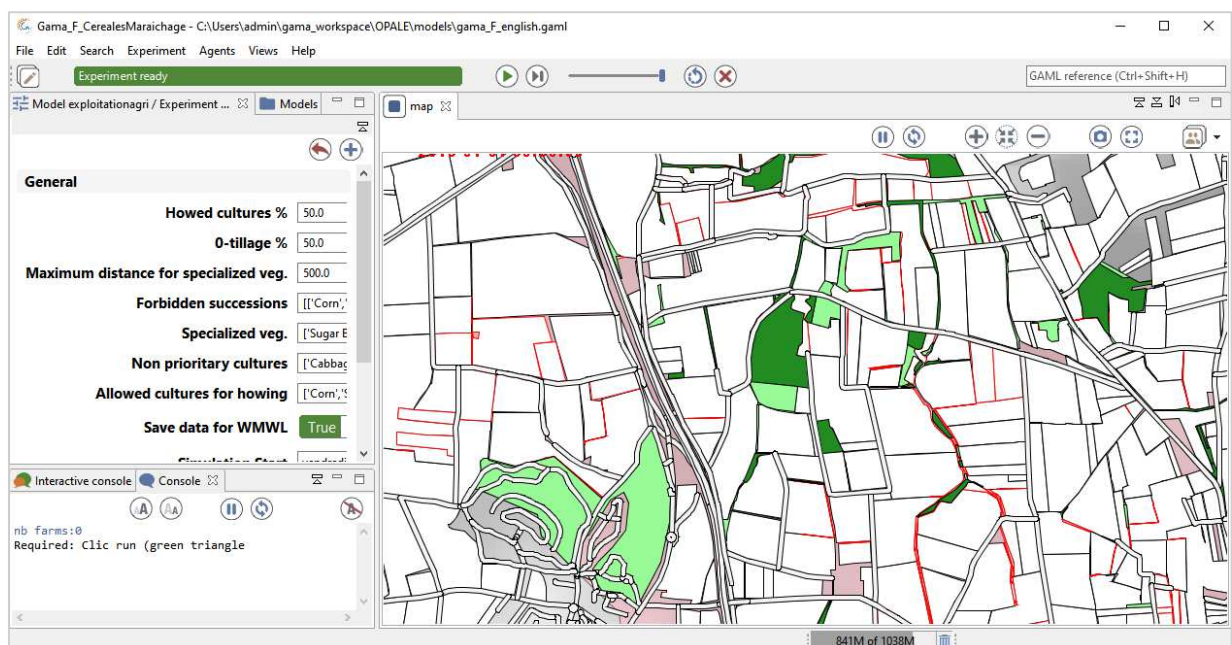 Gama_F_CerealesMaraichage - C:\Users\admin\gama_workspace\OPALE\models\gama_F_english.gaml
File Edit Search Experiment Agents Views Help
Experiment ready
GAML reference (Ctrl+Shift+H)
Model exploitationagri / Experiment ...
Models
map
General
Howed cultures % 50.0
0-tillage % 50.0
Maximum distance for specialized veg. 500.0
Forbidden successions [['Corn','
Specialized veg. ['Sugar B
Non prioritary cultures ['Cabbag
Allowed cultures for howing ['Corn','S
Save data for WMWL True
Interactive console
Console
nb farms:0
Required: Clic run (green triangle
841M of 1038M